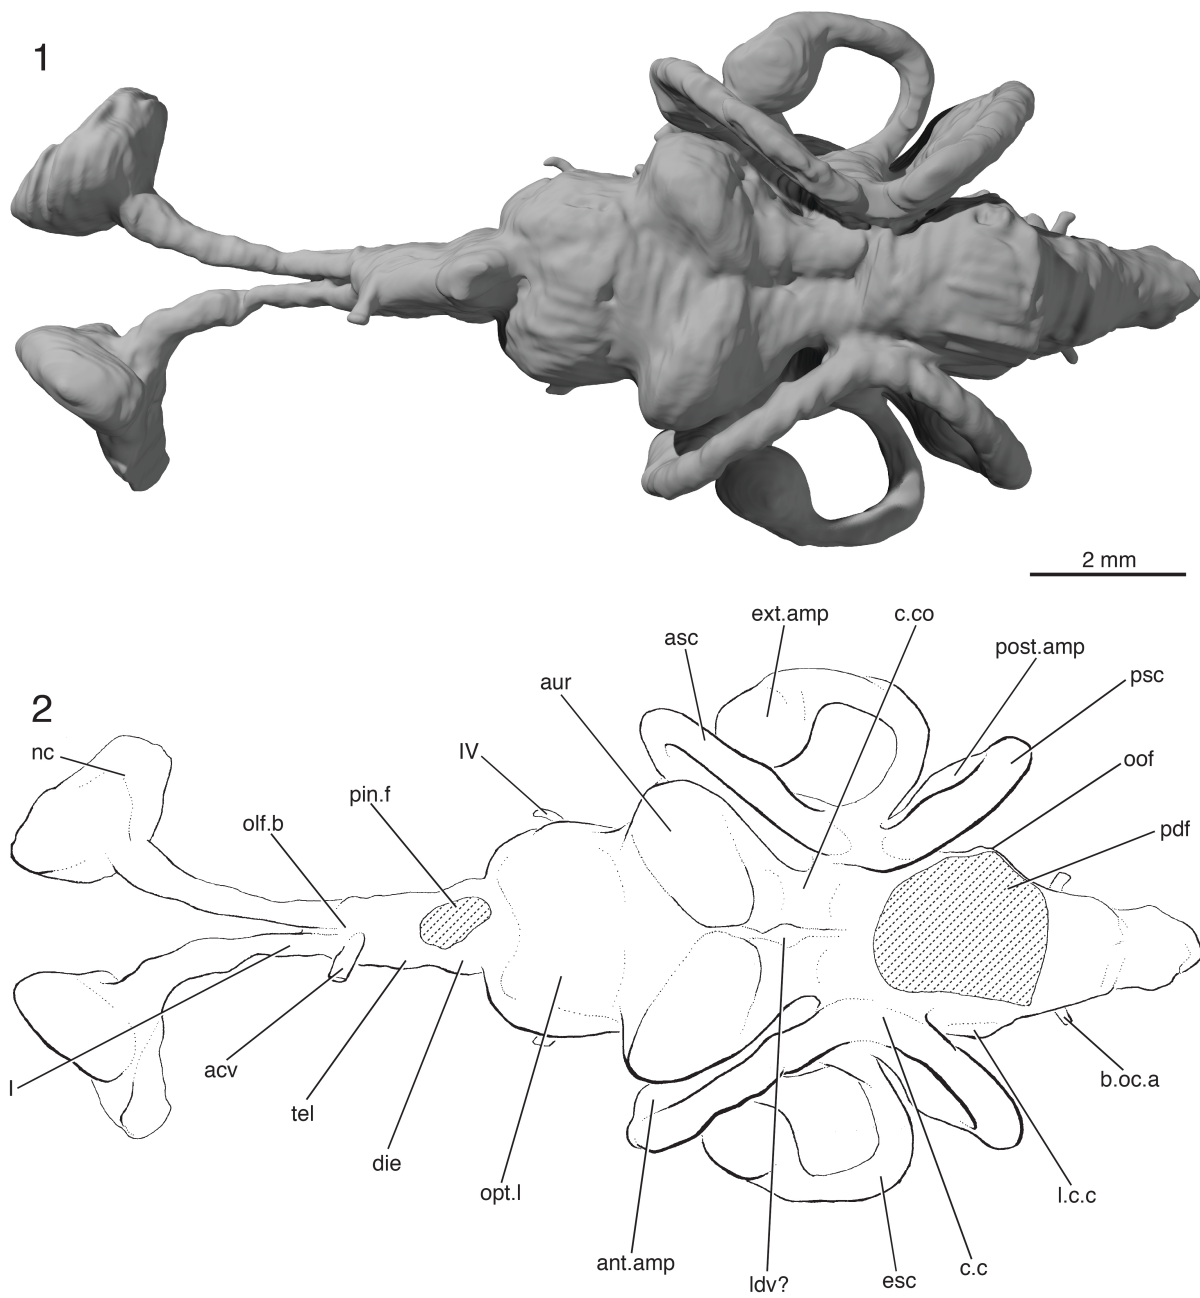 1
2 mm
ext.amp
c.co
asc
post.amp
psc
aur
2
nc
IV
oof
pin.f
olf.b
pdf
I
acv
b.oc.a
tel
die
opt.l
l.c.c
ant.amp
c.c
ldv?
esc